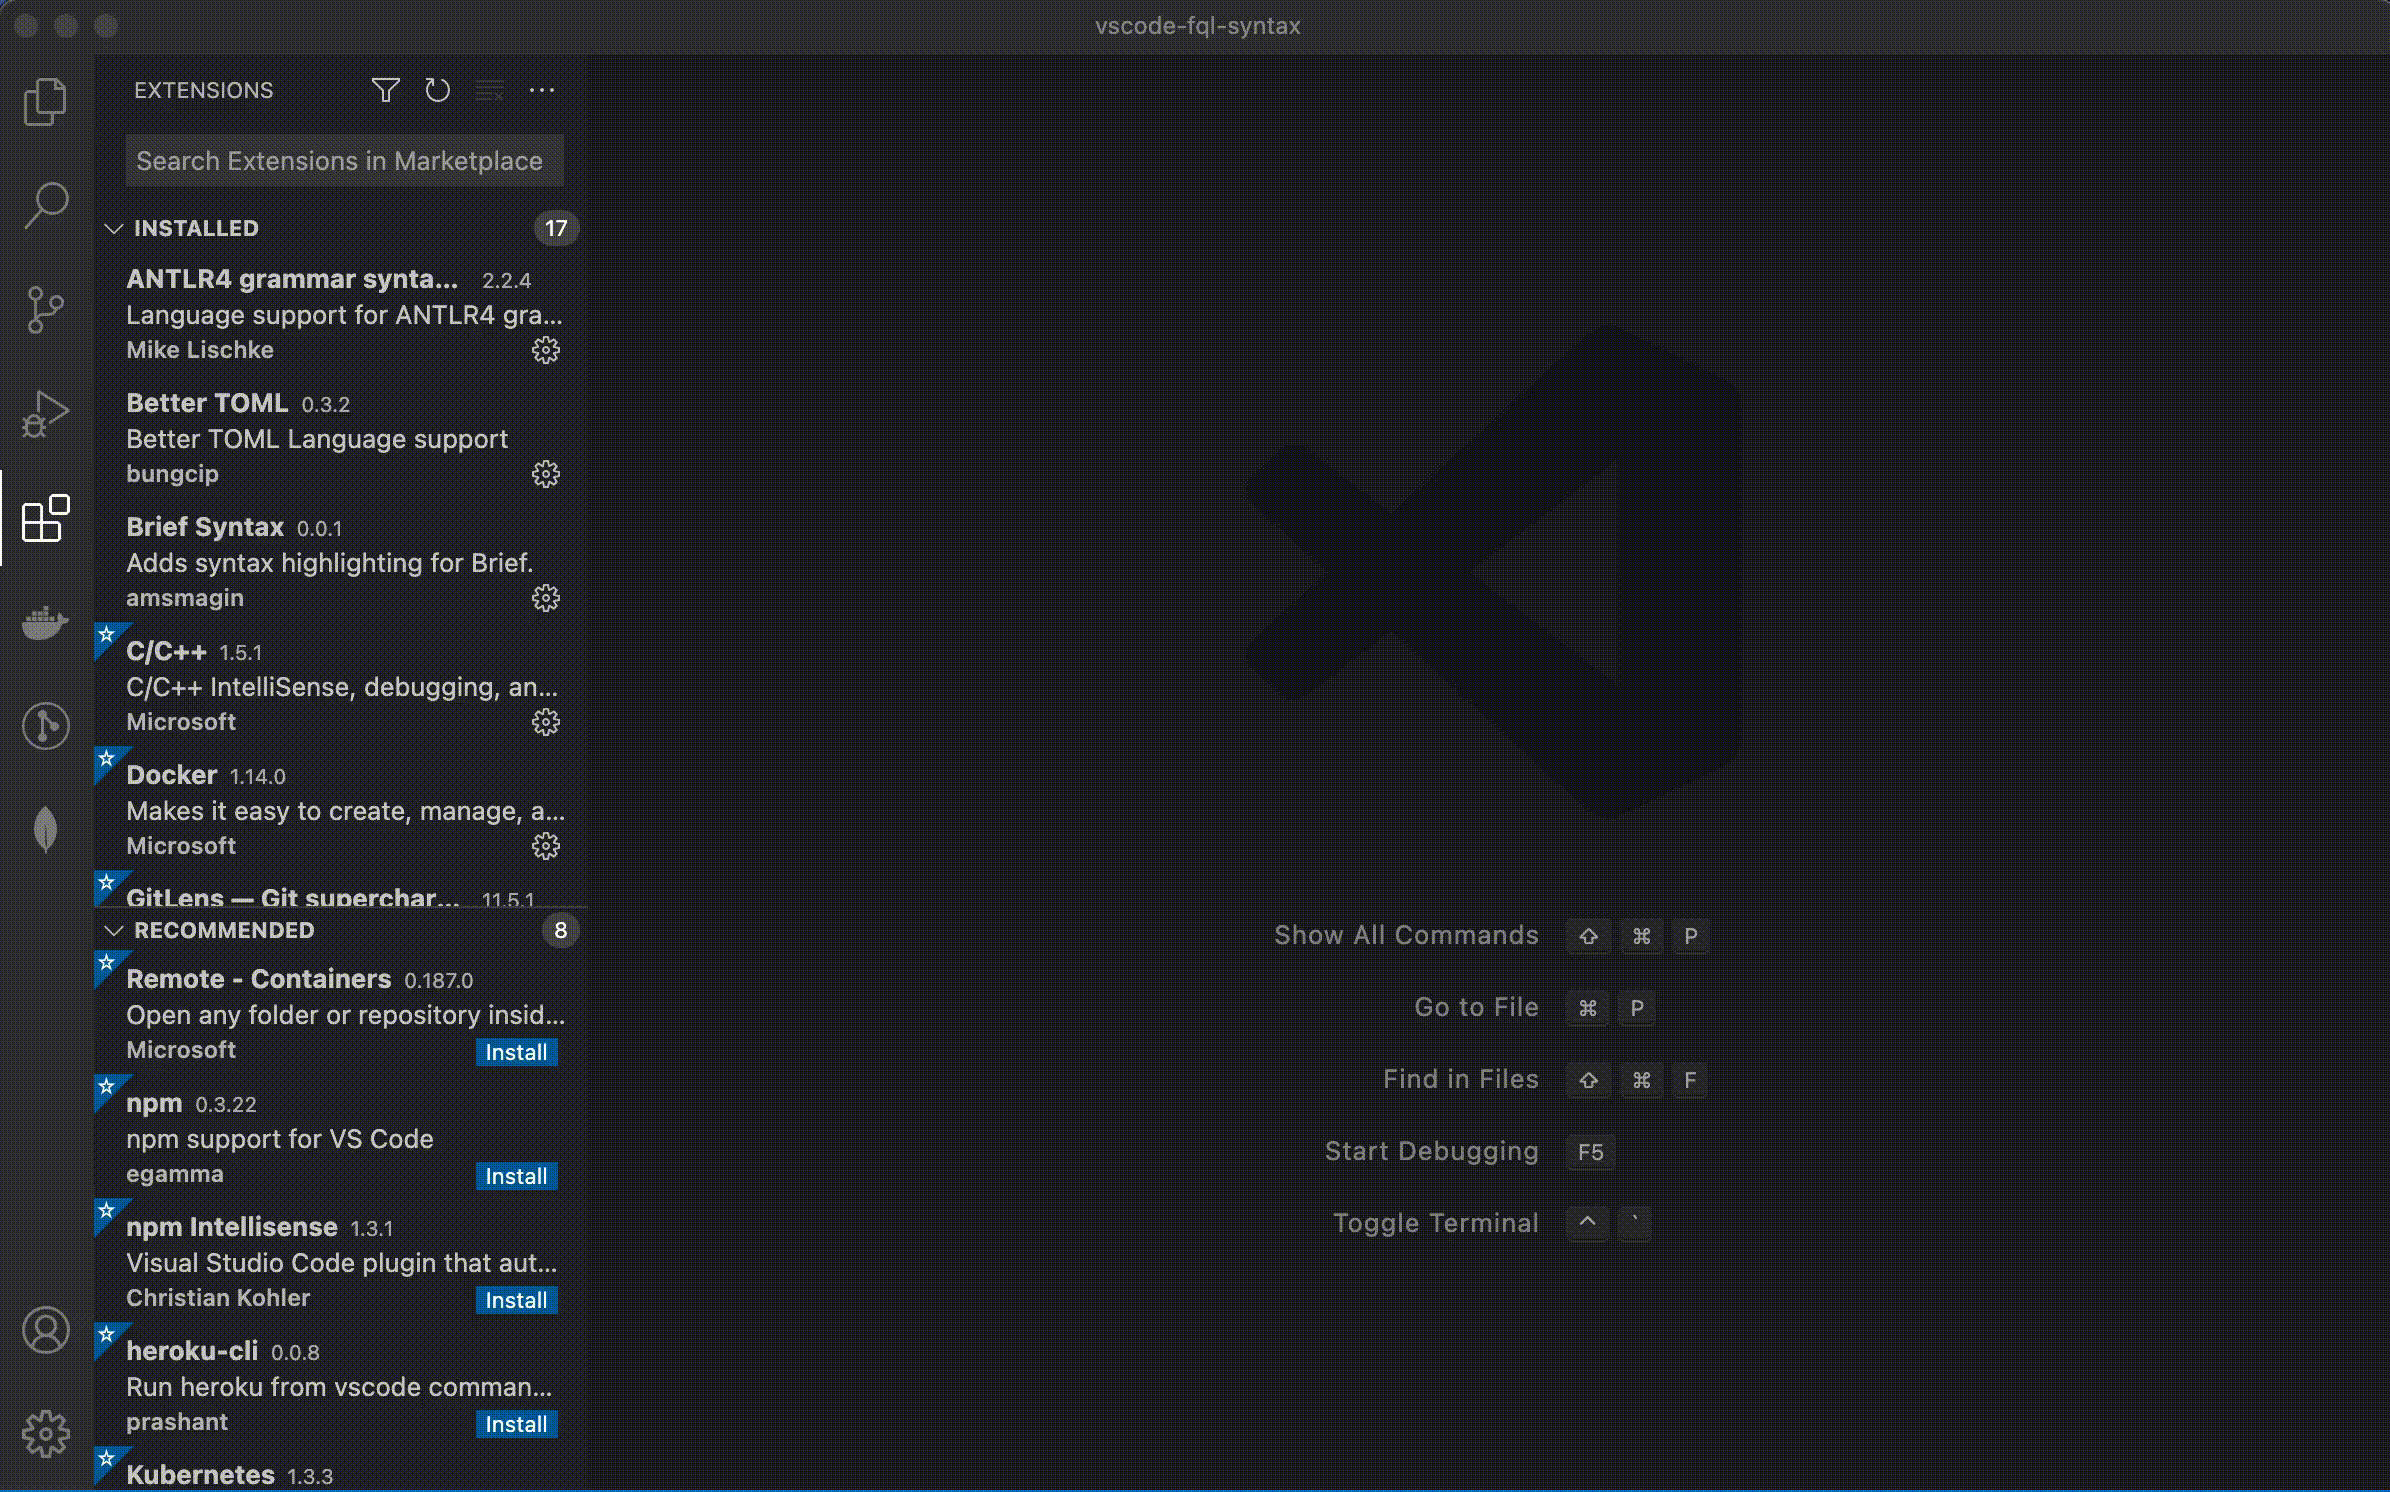 vscode-fql-syntax
EXTENSIONS
Search Extensions in Marketplace
INSTALLED 17
ANTLR4 grammar synta... 2.2.4
Language support for ANTLR4 gra...
Mike Lischke
Better TOML 0.3.2
Better TOML Language support
bungcip
Brief Syntax 0.0.1
Adds syntax highlighting for Brief.
amsmagin
C/C++ 1.5.1
C/C++ IntelliSense, debugging, an...
Microsoft
Docker 1.14.0
Makes it easy to create, manage, a...
Microsoft
GitLens — Git superchar... 11.5.1
RECOMMENDED 8
Remote - Containers 0.187.0
Open any folder or repository insid...
Microsoft Install
npm 0.3.22
npm support for VS Code
egamma Install
npm Intellisense 1.3.1
Visual Studio Code plugin that aut...
Christian Kohler Install
heroku-cli 0.0.8
Run heroku from vscode comman...
prashant Install
Kubernetes 1.3.3
Show All Commands ⇧ ⌘ P
Go to File ⌘ P
Find in Files ⇧ ⌘ F
Start Debugging F5
Toggle Terminal ^ `